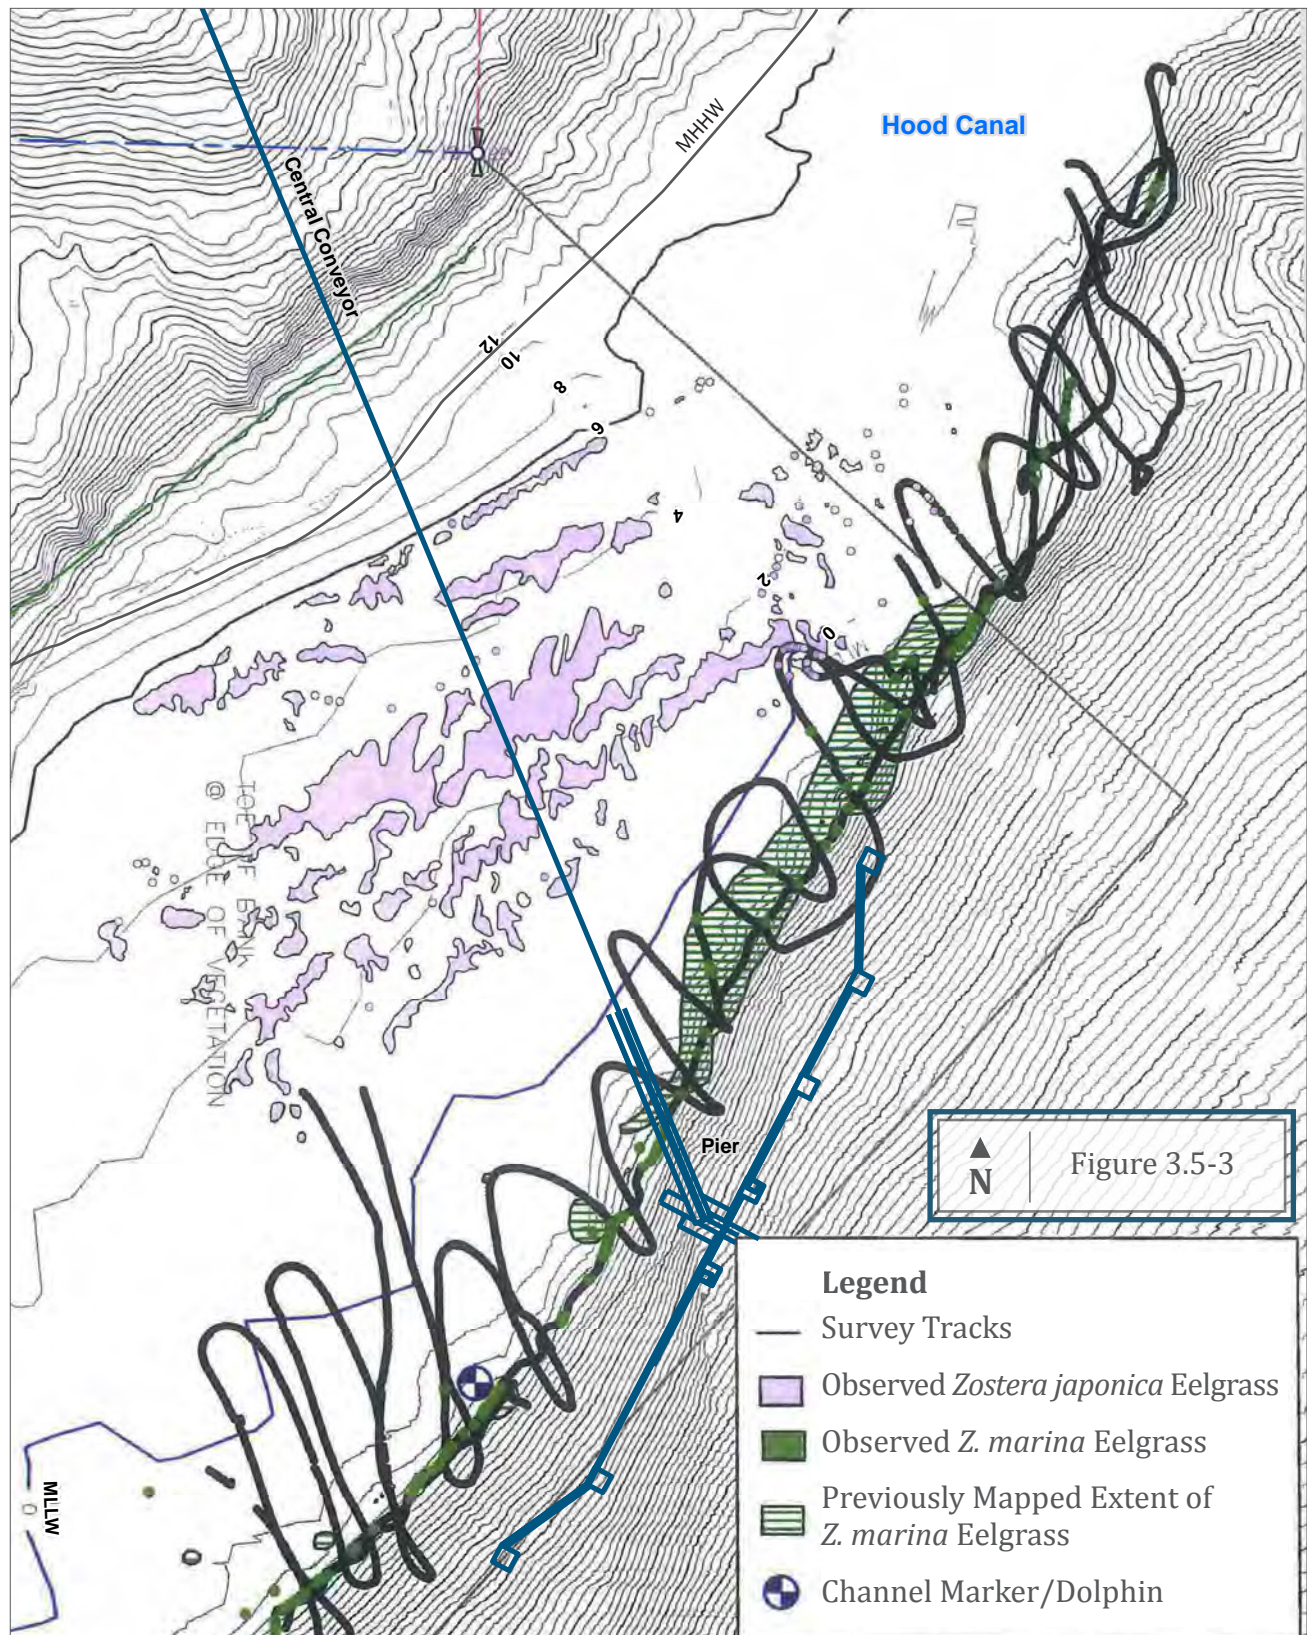 Hood Canal
MHHW
Central Conveyor
12
10
8
6
4
2
0
TOE OF BANK
@ EDGE OF VEGETATION
Pier
N
Figure 3.5-3
Legend
Survey Tracks
Observed Zostera japonica Eelgrass
Observed Z. marina Eelgrass
Previously Mapped Extent of
Z. marina Eelgrass
Channel Marker/Dolphin
MLLW
0